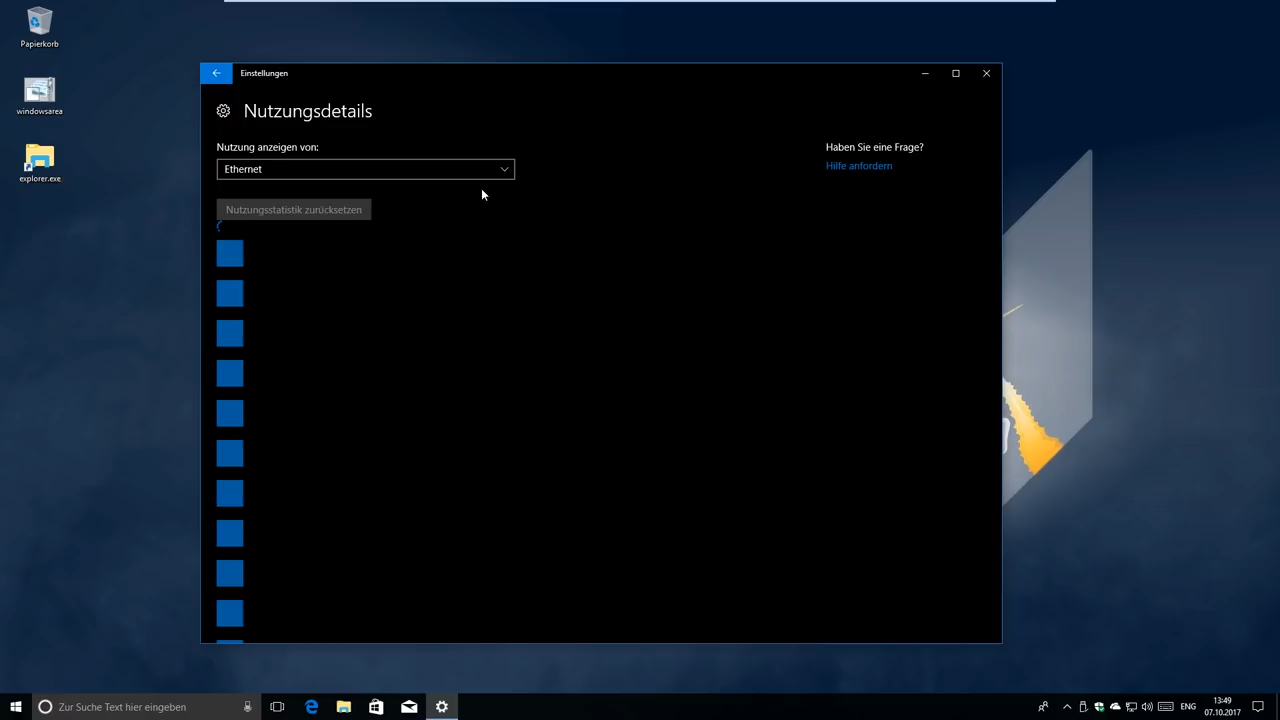 Papierkorb
windowsarea
explorer.exe
Einstellungen
Nutzungsdetails
Nutzung anzeigen von:
Ethernet
Nutzungsstatistik zurücksetzen
Haben Sie eine Frage?
Hilfe anfordern
Zur Suche Text hier eingeben
ENG
13:49
07.10.2017